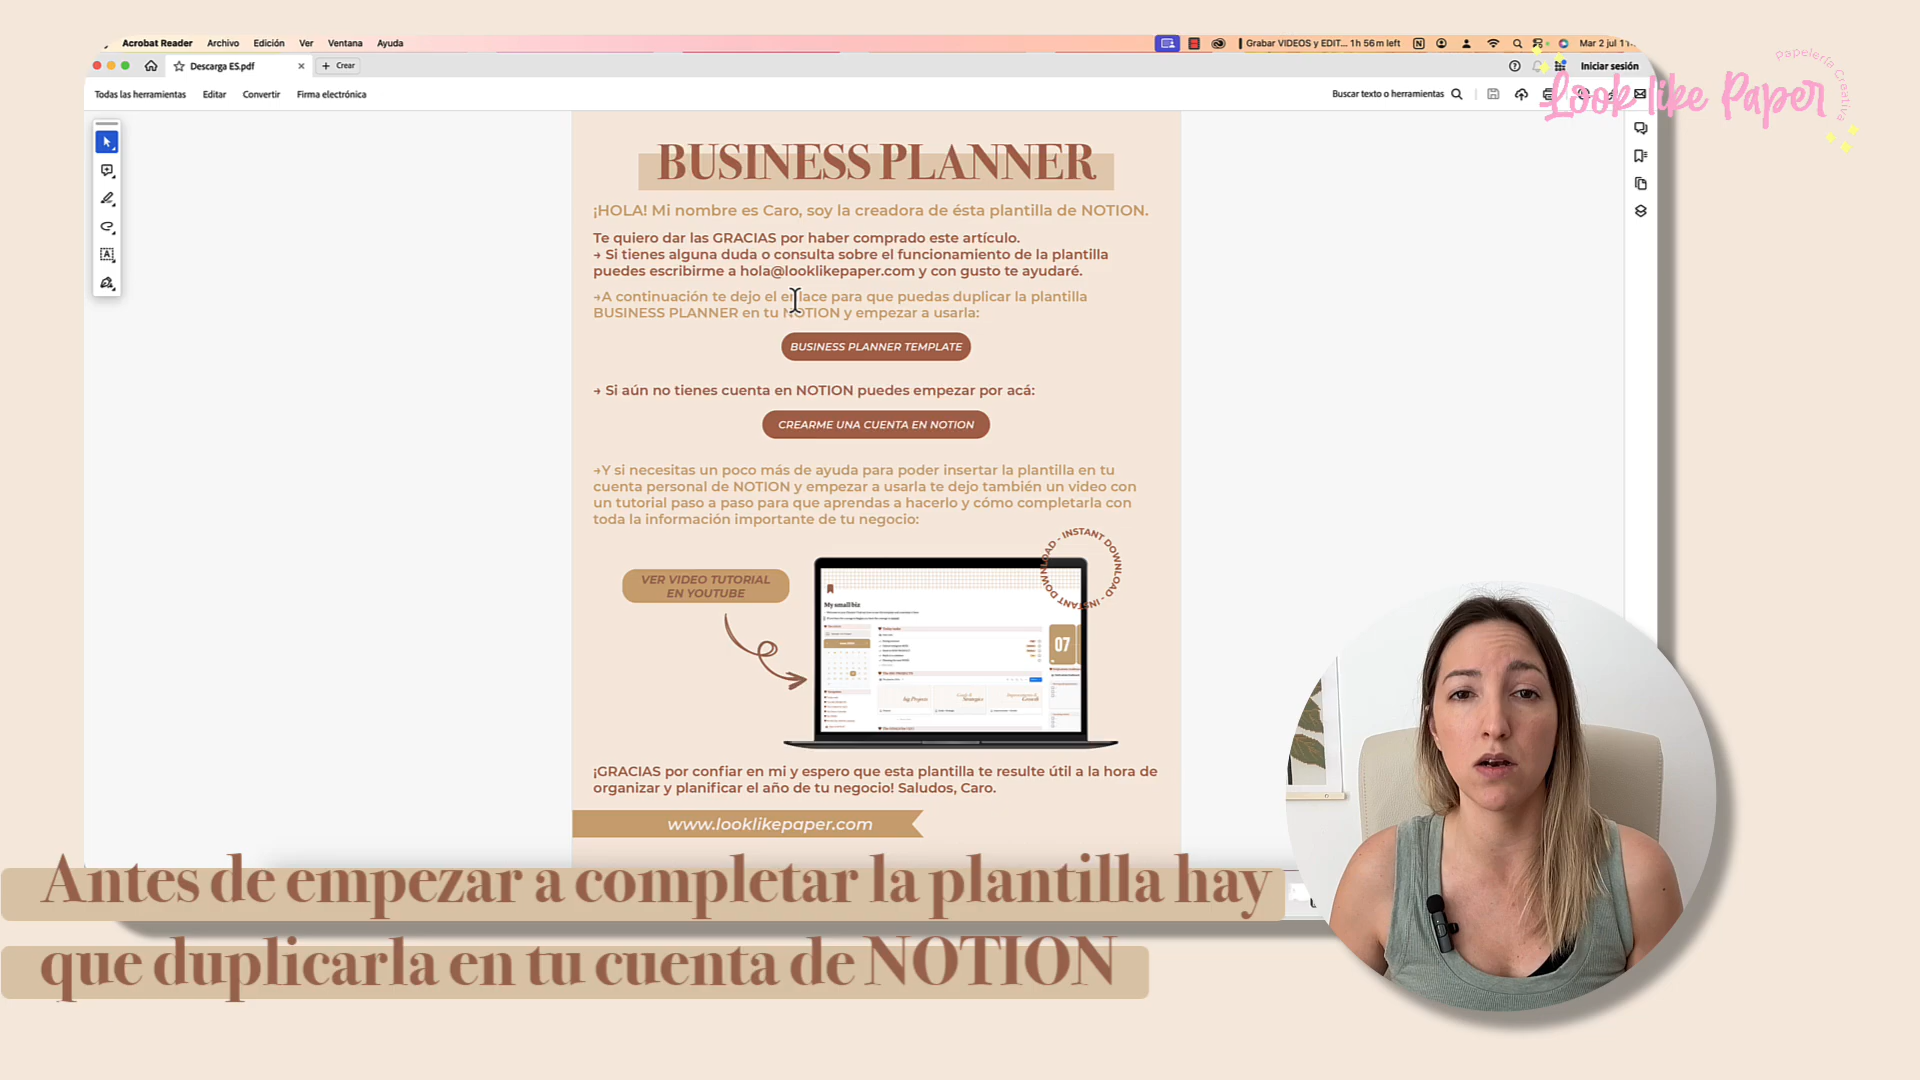 Acrobat Reader Archivo Edición Ver Ventana Ayuda
Grabar VIDEOS y EDIT... 1h 56m left
Mar 2 jul
Descarga ES.pdf
Crear
Iniciar sesión
Todas las herramientas Editar Convertir Firma electrónica
Buscar texto o herramientas
Papelería Creativa
Look like Paper
BUSINESS PLANNER
¡HOLA! Mi nombre es Caro, soy la creadora de ésta plantilla de NOTION.
Te quiero dar las GRACIAS por haber comprado este artículo.
→ Si tienes alguna duda o consulta sobre el funcionamiento de la plantilla
puedes escribirme a hola@looklikepaper.com y con gusto te ayudaré.
→A continuación te dejo el enlace para que puedas duplicar la plantilla
BUSINESS PLANNER en tu NOTION y empezar a usarla:
BUSINESS PLANNER TEMPLATE
→ Si aún no tienes cuenta en NOTION puedes empezar por acá:
CREARME UNA CUENTA EN NOTION
→Y si necesitas un poco más de ayuda para poder insertar la plantilla en tu
cuenta personal de NOTION y empezar a usarla te dejo también un video con
un tutorial paso a paso para que aprendas a hacerlo y cómo completarla con
toda la información importante de tu negocio:
VER VIDEO TUTORIAL
EN YOUTUBE
INSTANT DOWNLOAD - INSTANT DOWNLOAD -
My small biz
07
¡GRACIAS por confiar en mi y espero que esta plantilla te resulte útil a la hora de
organizar y planificar el año de tu negocio! Saludos, Caro.
www.looklikepaper.com
Antes de empezar a completar la plantilla hay
que duplicarla en tu cuenta de NOTION